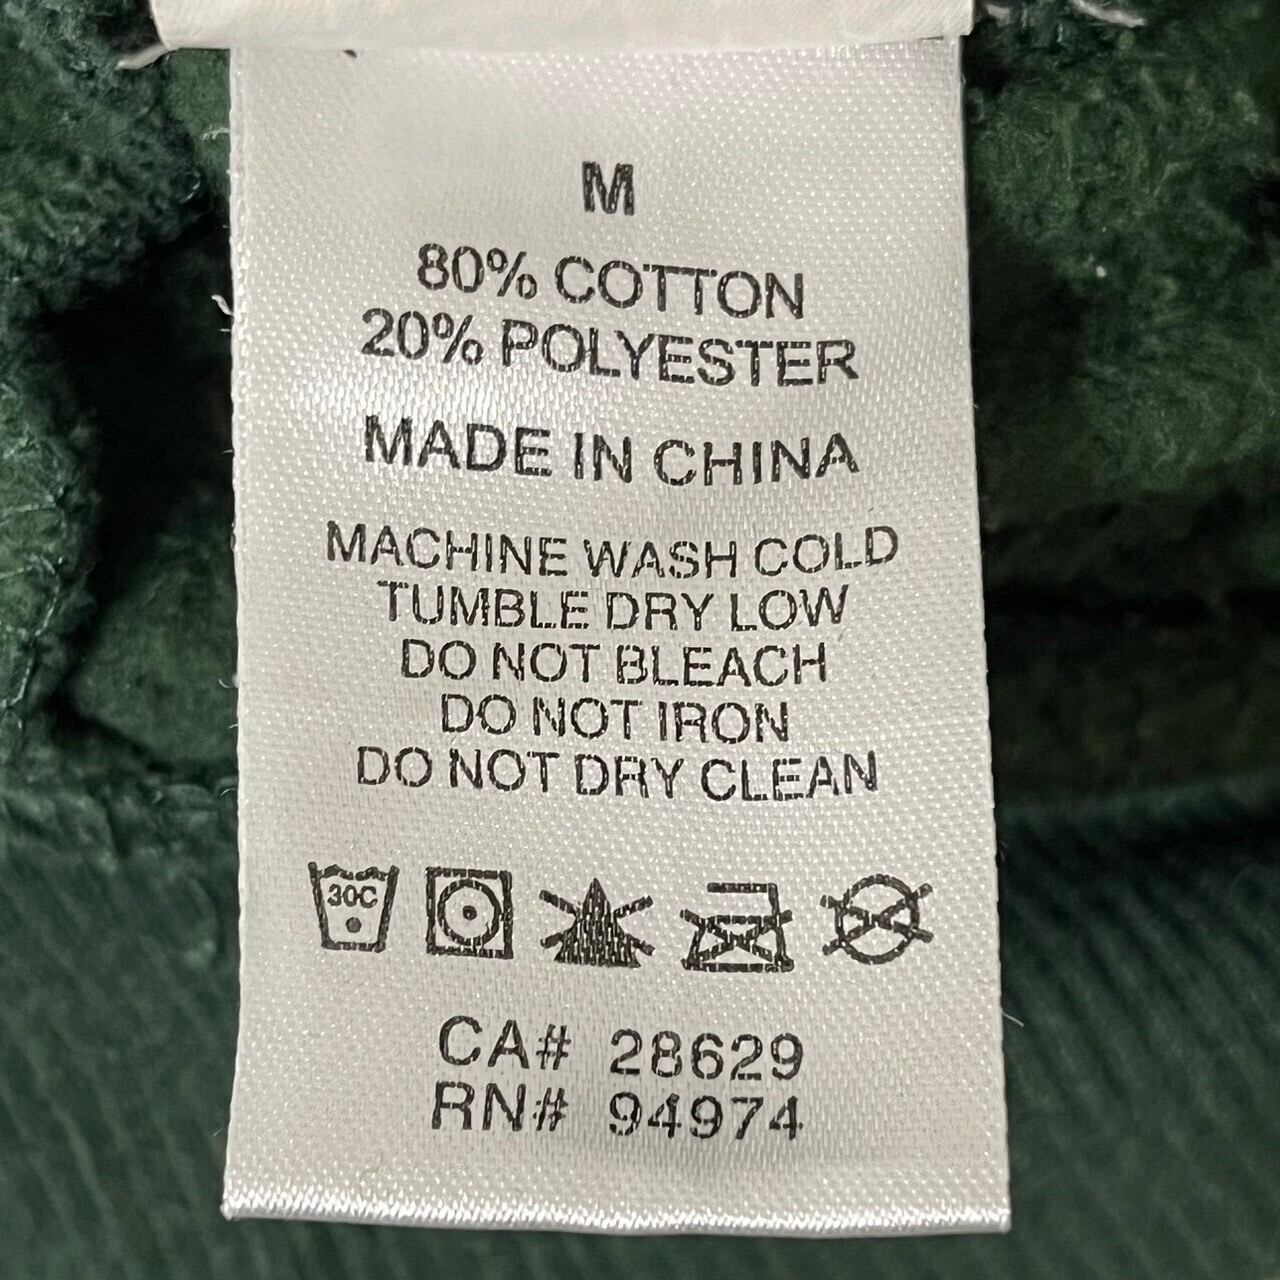 M
80% COTTON
20% POLYESTER
MADE IN CHINA
MACHINE WASH COLD
TUMBLE DRY LOW
DO NOT BLEACH
DO NOT IRON
DO NOT DRY CLEAN
30C
CA# 28629
RN# 94974